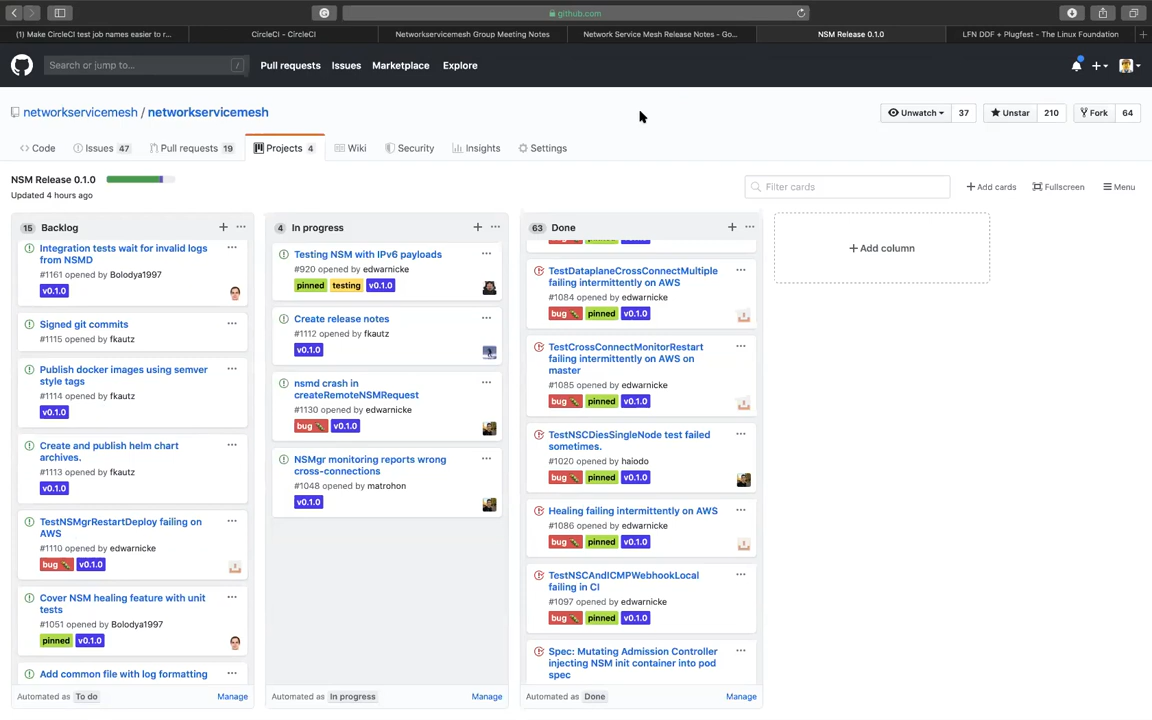 github.com
(1) Make CircleCI test job names easier to r...
CircleCI - CircleCI
Networkservicemesh Group Meeting Notes
Network Service Mesh Release Notes - Go...
NSM Release 0.1.0
LFN DDF + Plugfest - The Linux Foundation
Search or jump to...
/
Pull requests
Issues
Marketplace
Explore
networkservicemesh / networkservicemesh
Unwatch
37
Unstar
210
Fork
64
Code
Issues 47
Pull requests 19
Projects 4
Wiki
Security
Insights
Settings
NSM Release 0.1.0
Updated 4 hours ago
Filter cards
Add cards
Fullscreen
Menu
15 Backlog
Integration tests wait for invalid logs
from NSMD
#1161 opened by Bolodya1997
v0.1.0
Signed git commits
#1115 opened by fkautz
Publish docker images using semver
style tags
#1114 opened by fkautz
v0.1.0
Create and publish helm chart
archives.
#1113 opened by fkautz
v0.1.0
TestNSMgrRestartDeploy failing on
AWS
#1110 opened by edwarnicke
bug v0.1.0
Cover NSM healing feature with unit
tests
#1051 opened by Bolodya1997
pinned v0.1.0
Add common file with log formatting
Automated as To do
Manage
4 In progress
Testing NSM with IPv6 payloads
#920 opened by edwarnicke
pinned testing v0.1.0
Create release notes
#1112 opened by fkautz
v0.1.0
nsmd crash in
createRemoteNSMRequest
#1130 opened by edwarnicke
bug v0.1.0
NSMgr monitoring reports wrong
cross-connections
#1048 opened by matrohon
v0.1.0
Automated as In progress
Manage
63 Done
TestDataplaneCrossConnectMultiple
failing intermittently on AWS
#1084 opened by edwarnicke
bug pinned v0.1.0
TestCrossConnectMonitorRestart
failing intermittently on AWS on
master
#1085 opened by edwarnicke
bug pinned v0.1.0
TestNSCDiesSingleNode test failed
sometimes.
#1020 opened by haiodo
bug pinned v0.1.0
Healing failing intermittently on AWS
#1086 opened by edwarnicke
bug pinned v0.1.0
TestNSCAndICMPWebhookLocal
failing in CI
#1097 opened by edwarnicke
bug pinned v0.1.0
Spec: Mutating Admission Controller
injecting NSM init container into pod
spec
Automated as Done
Manage
Add column